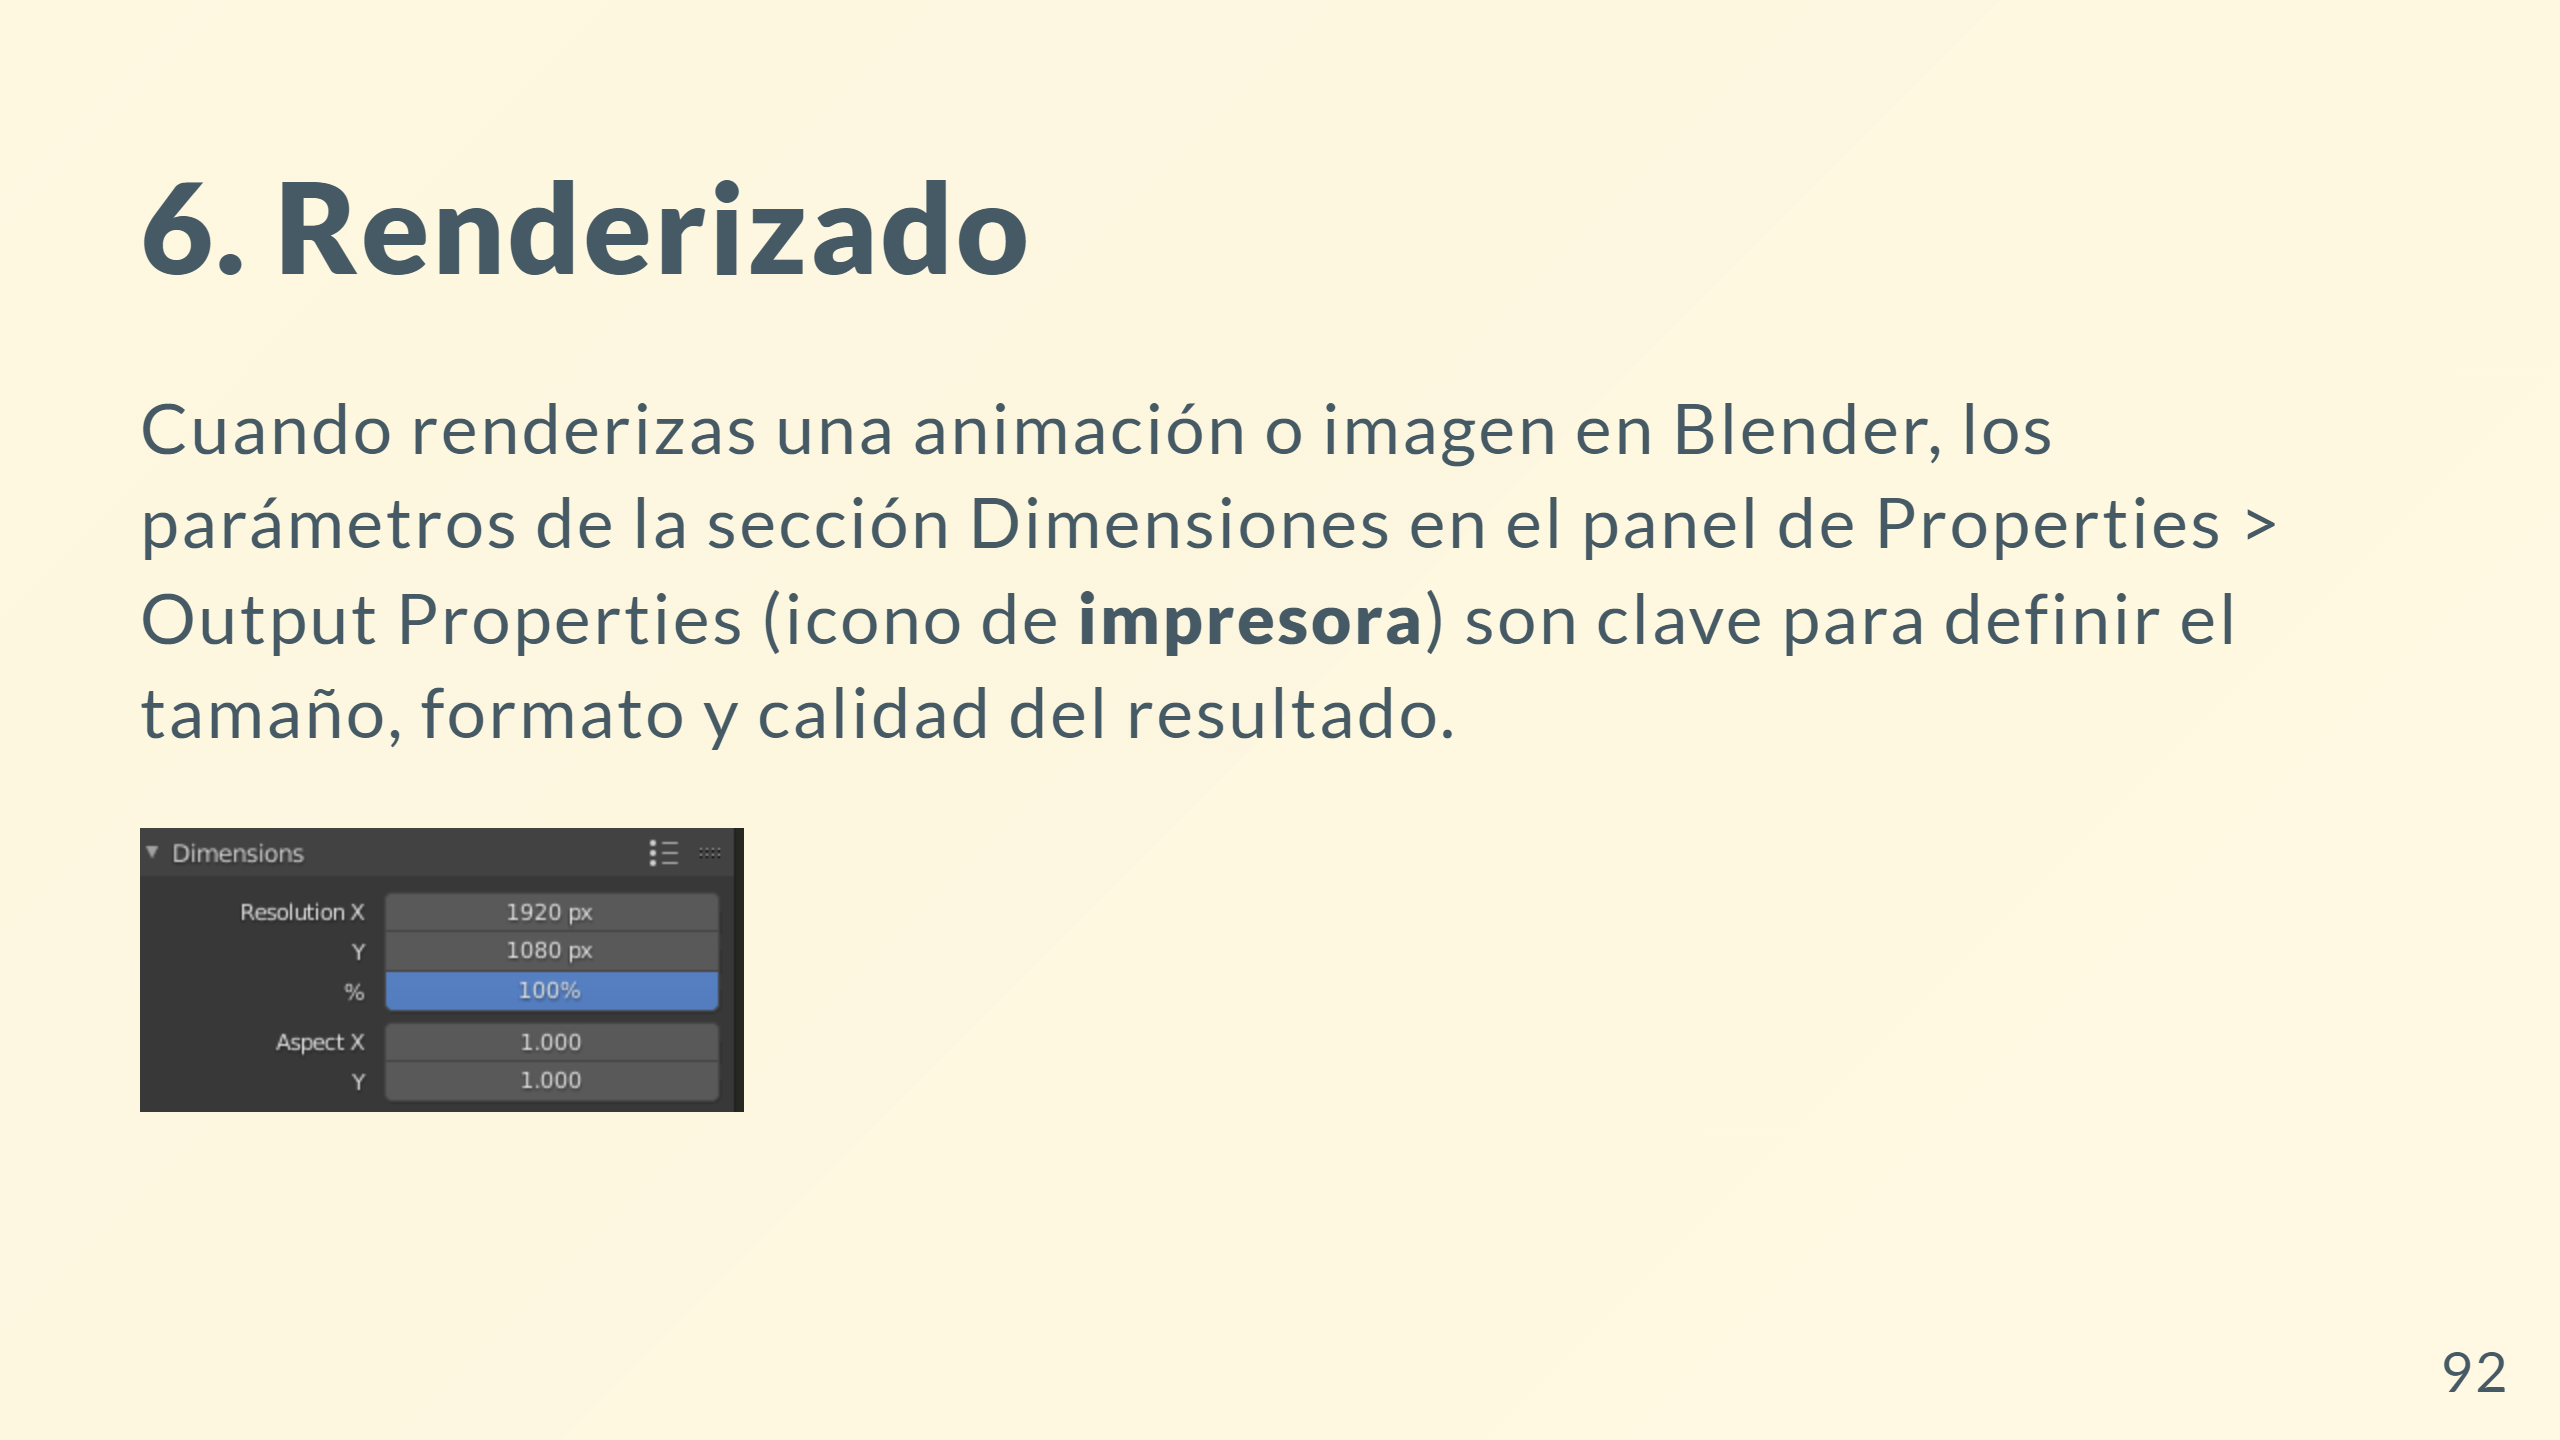 6. Renderizado
Cuando renderizas una animación o imagen en Blender, los
parámetros de la sección Dimensiones en el panel de Properties >
Output Properties (icono de impresora) son clave para definir el
tamaño, formato y calidad del resultado.
Dimensions
Resolution X 1920 px
Y 1080 px
% 100%
Aspect X 1.000
Y 1.000
92